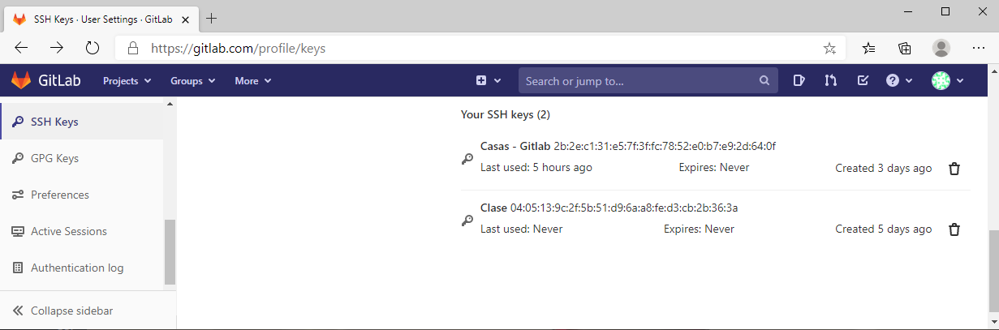 SSH Keys · User Settings · GitLab
https://gitlab.com/profile/keys
GitLab Projects Groups More Search or jump to...
SSH Keys
GPG Keys
Preferences
Active Sessions
Authentication log
Collapse sidebar
Your SSH keys (2)
Casas - Gitlab 2b:2e:c1:31:e5:7f:3f:fc:78:52:e0:b7:e9:2d:64:0f
Last used: 5 hours ago Expires: Never Created 3 days ago
Clase 04:05:13:9c:2f:5b:51:d9:6a:a8:fe:d3:cb:2b:36:3a
Last used: Never Expires: Never Created 5 days ago